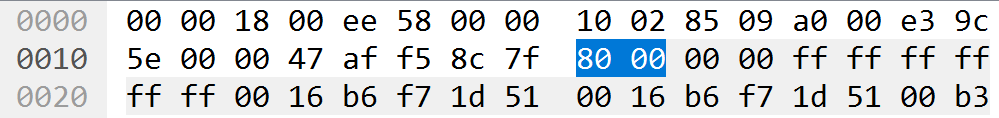 0000 00 00 18 00 ee 58 00 00 10 02 85 09 a0 00 e3 9c
0010 5e 00 00 47 af f5 8c 7f 80 00 00 00 ff ff ff ff
0020 ff ff 00 16 b6 f7 1d 51 00 16 b6 f7 1d 51 00 b3